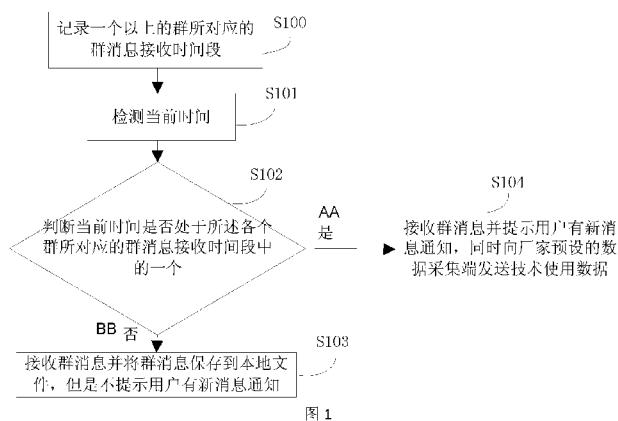 记录一个以上的群所对应的
群消息接收时间段
S100
S101
检测当前时间
S102
判断当前时间是否处于所述各个
群所对应的群消息接收时间段中
的一个
AA
是
S104
接收群消息并提示用户有新消
息通知，同时向厂家预设的数
据采集端发送技术使用数据
BB 否
S103
接收群消息并将群消息保存到本地文
件，但是不提示用户有新消息通知
图 1